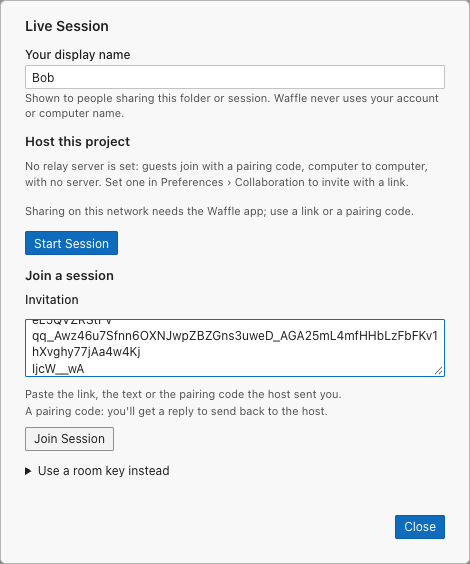 Live Session
Your display name
Bob
Shown to people sharing this folder or session. Waffle never uses your account
or computer name.
Host this project
No relay server is set: guests join with a pairing code, computer to computer,
with no server. Set one in Preferences › Collaboration to invite with a link.
Sharing on this network needs the Waffle app; use a link or a pairing code.
Start Session
Join a session
Invitation
qq_Awz46u7Sfnn6OXNJwpZBZGns3uweD_AGA25mL4mfHHbLzFbFKv1
hXvghy77jAa4w4Kj
ljcW__wA
Paste the link, the text or the pairing code the host sent you.
A pairing code: you'll get a reply to send back to the host.
Join Session
Use a room key instead
Close